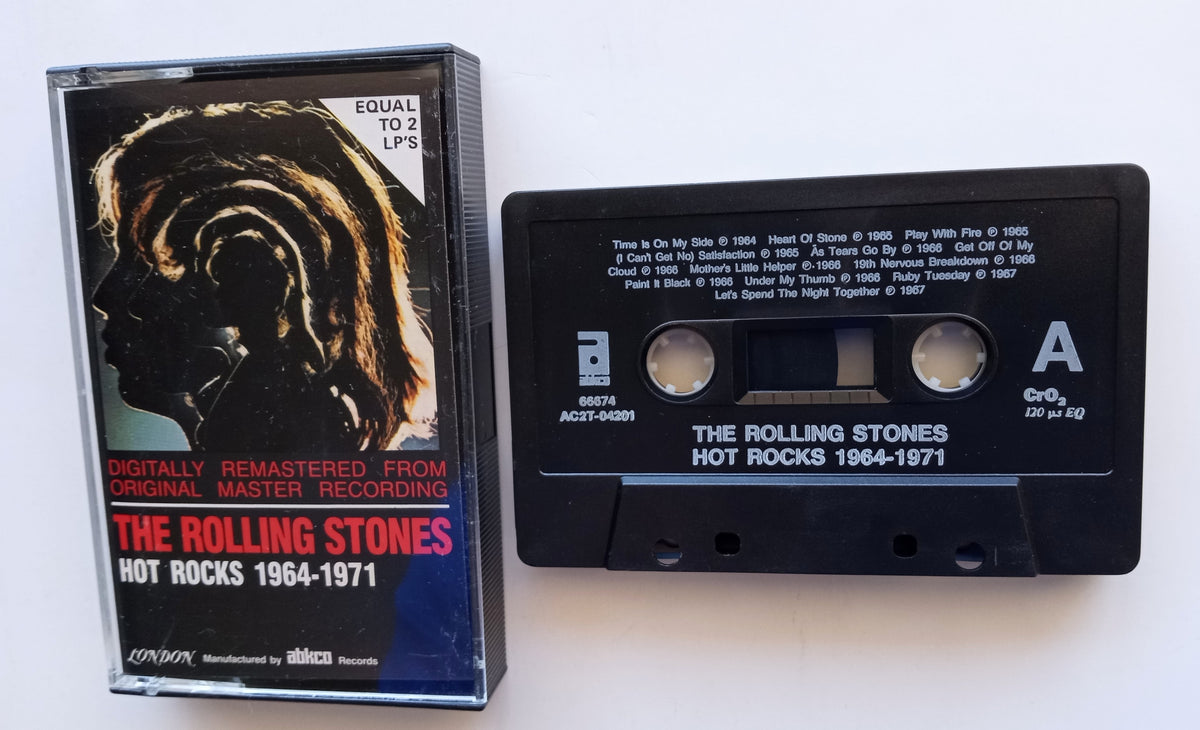 EQUAL
TO 2
LP'S
DIGITALLY REMASTERED FROM
ORIGINAL MASTER RECORDING
THE ROLLING STONES
HOT ROCKS 1964-1971
LONDON Manufactured by abkco Records
Time Is On My Side ℗ 1964 Heart Of Stone ℗ 1965 Play With Fire ℗ 1965
(I Can't Get No) Satisfaction ℗ 1965 As Tears Go By ℗ 1966 Get Off Of My
Cloud ℗ 1966 Mother's Little Helper ℗ 1966 19th Nervous Breakdown ℗ 1966
Paint It Black ℗ 1966 Under My Thumb ℗ 1966 Ruby Tuesday ℗ 1967
Let's Spend The Night Together ℗ 1967
a
abkco
66674
AC2T-04201
A
CrO₂
120 µs EQ
THE ROLLING STONES
HOT ROCKS 1964-1971